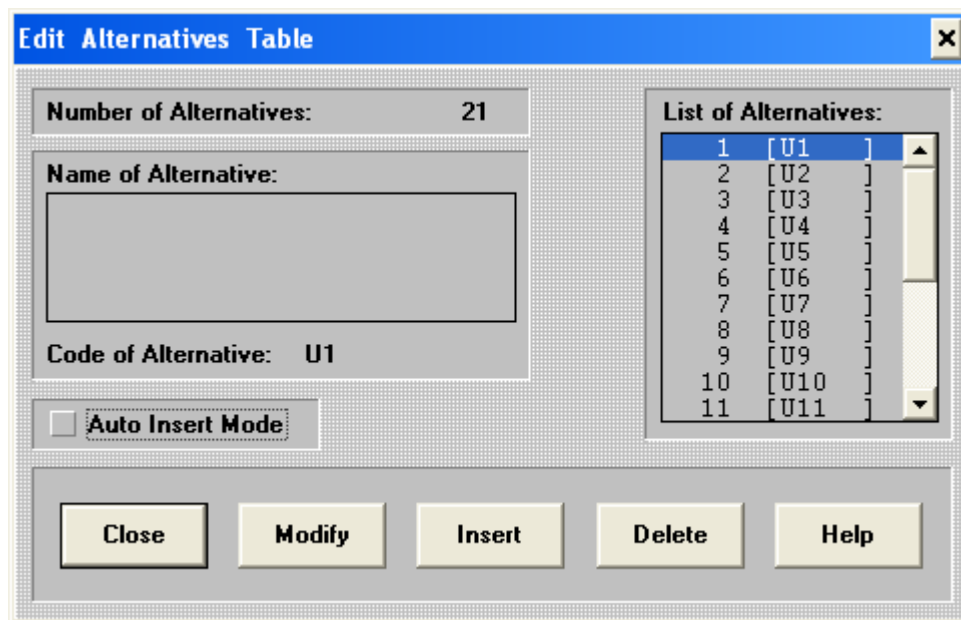 Edit Alternatives Table
Number of Alternatives: 21
Name of Alternative:
Code of Alternative: U1
Auto Insert Mode
List of Alternatives:
1 [U1 ]
2 [U2 ]
3 [U3 ]
4 [U4 ]
5 [U5 ]
6 [U6 ]
7 [U7 ]
8 [U8 ]
9 [U9 ]
10 [U10 ]
11 [U11 ]
Close Modify Insert Delete Help